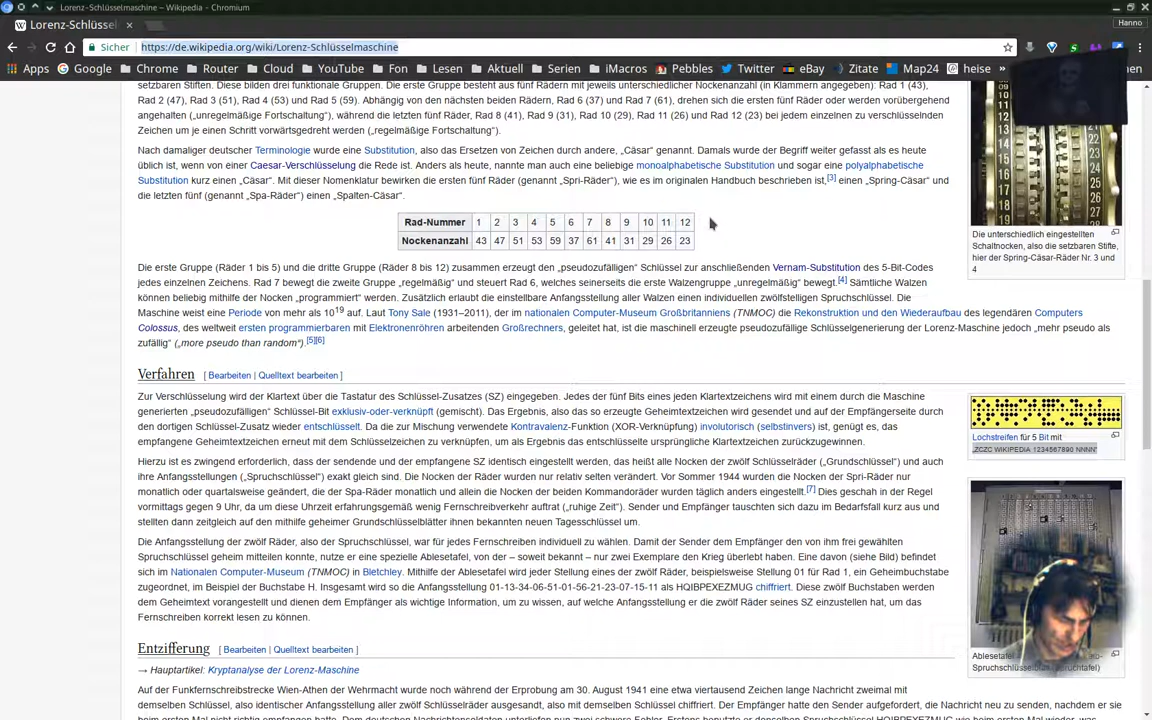 Lorenz-Schlüsselmaschine – Wikipedia - Chromium
Lorenz-Schlüssel
Hanno
Sicher
https://de.wikipedia.org/wiki/Lorenz-Schlüsselmaschine
Apps Google Chrome Router Cloud YouTube Fon Lesen Aktuell Serien iMacros Pebbles Twitter eBay Zitate Map24 heise »
setzbaren Stiften. Diese bilden drei funktionale Gruppen. Die erste Gruppe besteht aus fünf Rädern mit jeweils unterschiedlicher Nockenanzahl (in Klammern angegeben): Rad 1 (43),
Rad 2 (47), Rad 3 (51), Rad 4 (53) und Rad 5 (59). Abhängig von den nächsten beiden Rädern, Rad 6 (37) und Rad 7 (61), drehen sich die ersten fünf Räder oder werden vorübergehend
angehalten („unregelmäßige Fortschaltung“), während die letzten fünf Räder, Rad 8 (41), Rad 9 (31), Rad 10 (29), Rad 11 (26) und Rad 12 (23) bei jedem einzelnen zu verschlüsselnden
Zeichen um je einen Schritt vorwärtsgedreht werden („regelmäßige Fortschaltung“).
Nach damaliger deutscher Terminologie wurde eine Substitution, also das Ersetzen von Zeichen durch andere, „Cäsar“ genannt. Damals wurde der Begriff weiter gefasst als es heute
üblich ist, wenn von einer Caesar-Verschlüsselung die Rede ist. Anders als heute, nannte man auch eine beliebige monoalphabetische Substitution und sogar eine polyalphabetische
Substitution kurz einen „Cäsar“. Mit dieser Nomenklatur bewirken die ersten fünf Räder (genannt „Spri-Räder“), wie es im originalen Handbuch beschrieben ist,[3] einen „Spring-Cäsar“ und
die letzten fünf (genannt „Spa-Räder“) einen „Spalten-Cäsar“.
Rad-Nummer 1 2 3 4 5 6 7 8 9 10 11 12
Nockenanzahl 43 47 51 53 59 37 61 41 31 29 26 23
Die unterschiedlich eingestellten
Schaltnocken, also die setzbaren Stifte,
hier der Spring-Cäsar-Räder Nr. 3 und
4
Die erste Gruppe (Räder 1 bis 5) und die dritte Gruppe (Räder 8 bis 12) zusammen erzeugt den „pseudozufälligen“ Schlüssel zur anschließenden Vernam-Substitution des 5-Bit-Codes
jedes einzelnen Zeichens. Rad 7 bewegt die zweite Gruppe „regelmäßig“ und steuert Rad 6, welches seinerseits die erste Walzengruppe „unregelmäßig“ bewegt.[4] Sämtliche Walzen
können beliebig mithilfe der Nocken „programmiert“ werden. Zusätzlich erlaubt die einstellbare Anfangsstellung aller Walzen einen individuellen zwölfstelligen Spruchschlüssel. Die
Maschine weist eine Periode von mehr als 10¹⁹ auf. Laut Tony Sale (1931–2011), der im nationalen Computer-Museum Großbritanniens (TNMOC) die Rekonstruktion und den Wiederaufbau des legendären Computers
Colossus, des weltweit ersten programmierbaren mit Elektronenröhren arbeitenden Großrechners, geleitet hat, ist die maschinell erzeugte pseudozufällige Schlüsselgenerierung der Lorenz-Maschine jedoch „mehr pseudo als
zufällig“ („more pseudo than random“).[5][6]
Verfahren [ Bearbeiten | Quelltext bearbeiten ]
Zur Verschlüsselung wird der Klartext über die Tastatur des Schlüssel-Zusatzes (SZ) eingegeben. Jedes der fünf Bits eines jeden Klartextzeichens wird mit einem durch die Maschine
generierten „pseudozufälligen“ Schlüssel-Bit exklusiv-oder-verknüpft (gemischt). Das Ergebnis, also das so erzeugte Geheimtextzeichen wird gesendet und auf der Empfängerseite durch
den dortigen Schlüssel-Zusatz wieder entschlüsselt. Da die zur Mischung verwendete Kontravalenz-Funktion (XOR-Verknüpfung) involutorisch (selbstinvers) ist, genügt es, das
empfangene Geheimtextzeichen erneut mit dem Schlüsselzeichen zu verknüpfen, um als Ergebnis das entschlüsselte ursprüngliche Klartextzeichen zurückzugewinnen.
Lochstreifen für 5 Bit mit
„ZCZC WIKIPEDIA 1234567890 NNNN“
Hierzu ist es zwingend erforderlich, dass der sendende und der empfangene SZ identisch eingestellt werden, das heißt alle Nocken der zwölf Schlüsselräder („Grundschlüssel“) und auch
ihre Anfangsstellungen („Spruchschlüssel“) exakt gleich sind. Die Nocken der Räder wurden nur relativ selten verändert. Vor Sommer 1944 wurden die Nocken der Spri-Räder nur
monatlich oder quartalsweise geändert, die der Spa-Räder monatlich und allein die Nocken der beiden Kommandoräder wurden täglich anders eingestellt.[7] Dies geschah in der Regel
vormittags gegen 9 Uhr, da um diese Uhrzeit erfahrungsgemäß wenig Fernschreibverkehr auftrat („ruhige Zeit“). Sender und Empfänger tauschten sich dazu im Bedarfsfall kurz aus und
stellten dann zeitgleich auf den mithilfe geheimer Grundschlüsselblätter ihnen bekannten neuen Tagesschlüssel um.
Die Anfangsstellung der zwölf Räder, also der Spruchschlüssel, war für jedes Fernschreiben individuell zu wählen. Damit der Sender dem Empfänger den von ihm frei gewählten
Spruchschlüssel geheim mitteilen konnte, nutze er eine spezielle Ablesetafel, von der – soweit bekannt – nur zwei Exemplare den Krieg überlebt haben. Eine davon (siehe Bild) befindet
sich im Nationalen Computer-Museum (TNMOC) in Bletchley. Mithilfe der Ablesetafel wird jeder Stellung eines der zwölf Räder, beispielsweise Stellung 01 für Rad 1, ein Geheimbuchstabe
zugeordnet, im Beispiel der Buchstabe H. Insgesamt wird so die Anfangsstellung 01-13-34-06-51-01-56-21-23-07-15-11 als HQIBPEXEZMUG chiffriert. Diese zwölf Buchstaben werden
dem Geheimtext vorangestellt und dienen dem Empfänger als wichtige Information, um zu wissen, auf welche Anfangsstellung er die zwölf Räder seines SZ einzustellen hat, um das
Fernschreiben korrekt lesen zu können.
Spruchschlüssel
Entzifferung [ Bearbeiten | Quelltext bearbeiten ]
→ Hauptartikel: Kryptanalyse der Lorenz-Maschine
Auf der Funkfernschreibstrecke Wien-Athen der Wehrmacht wurde noch während der Erprobung am 30. August 1941 eine etwa viertausend Zeichen lange Nachricht zweimal mit
demselben Schlüssel, also identischer Anfangsstellung aller zwölf Schlüsselräder ausgesandt, also mit demselben Schlüssel chiffriert. Der Empfänger hatte den Sender aufgefordert, die Nachricht neu zu senden, nachdem er sie